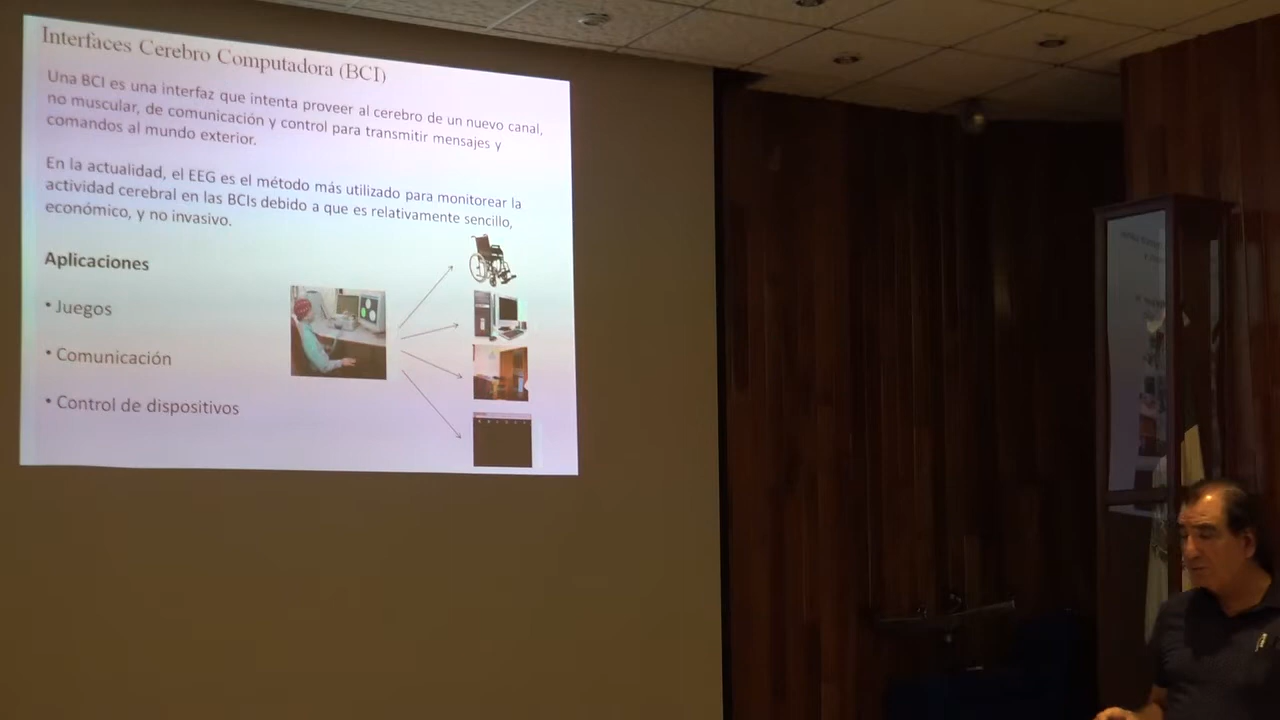 Interfaces Cerebro Computadora (BCI)
Una BCI es una interfaz que intenta proveer al cerebro de un nuevo canal,
no muscular, de comunicación y control para transmitir mensajes y
comandos al mundo exterior.
En la actualidad, el EEG es el método más utilizado para monitorear la
actividad cerebral en las BCIs debido a que es relativamente sencillo,
económico, y no invasivo.
Aplicaciones
• Juegos
• Comunicación
• Control de dispositivos